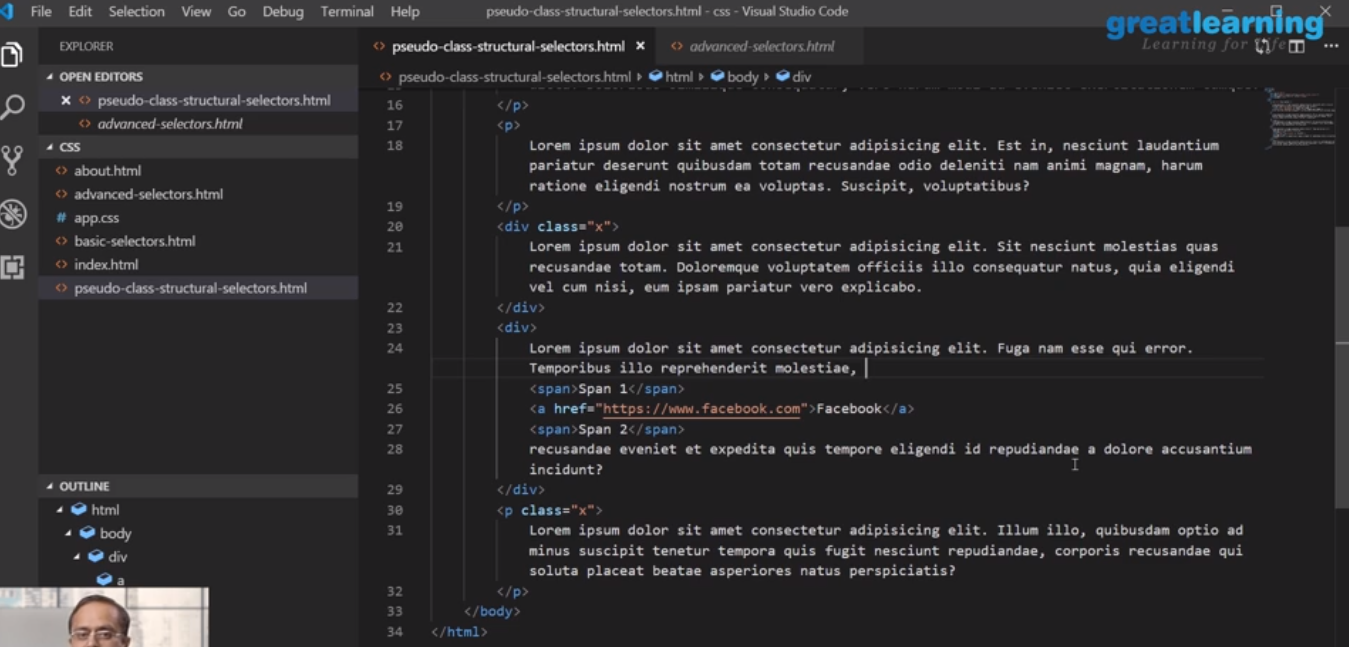 File Edit Selection View Go Debug Terminal Help pseudo-class-structural-selectors.html - css - Visual Studio Code
greatlearning
Learning for Life
EXPLORER
OPEN EDITORS
pseudo-class-structural-selectors.html
advanced-selectors.html
CSS
about.html
advanced-selectors.html
# app.css
basic-selectors.html
index.html
pseudo-class-structural-selectors.html
OUTLINE
html
body
div
a
pseudo-class-structural-selectors.html advanced-selectors.html
pseudo-class-structural-selectors.html html body div
16 </p>
17 <p>
18 Lorem ipsum dolor sit amet consectetur adipisicing elit. Est in, nesciunt laudantium
pariatur deserunt quibusdam totam recusandae odio deleniti nam animi magnam, harum
ratione eligendi nostrum ea voluptas. Suscipit, voluptatibus?
19 </p>
20 <div class="x">
21 Lorem ipsum dolor sit amet consectetur adipisicing elit. Sit nesciunt molestias quas
recusandae totam. Doloremque voluptatem officiis illo consequatur natus, quia eligendi
vel cum nisi, eum ipsam pariatur vero explicabo.
22 </div>
23 <div>
24 Lorem ipsum dolor sit amet consectetur adipisicing elit. Fuga nam esse qui error.
Temporibus illo reprehenderit molestiae,
25 <span>Span 1</span>
26 <a href="https://www.facebook.com">Facebook</a>
27 <span>Span 2</span>
28 recusandae eveniet et expedita quis tempore eligendi id repudiandae a dolore accusantium
incidunt?
29 </div>
30 <p class="x">
31 Lorem ipsum dolor sit amet consectetur adipisicing elit. Illum illo, quibusdam optio ad
minus suscipit tenetur tempora quis fugit nesciunt repudiandae, corporis recusandae qui
soluta placeat beatae asperiores natus perspiciatis?
32 </p>
33 </body>
34 </html>